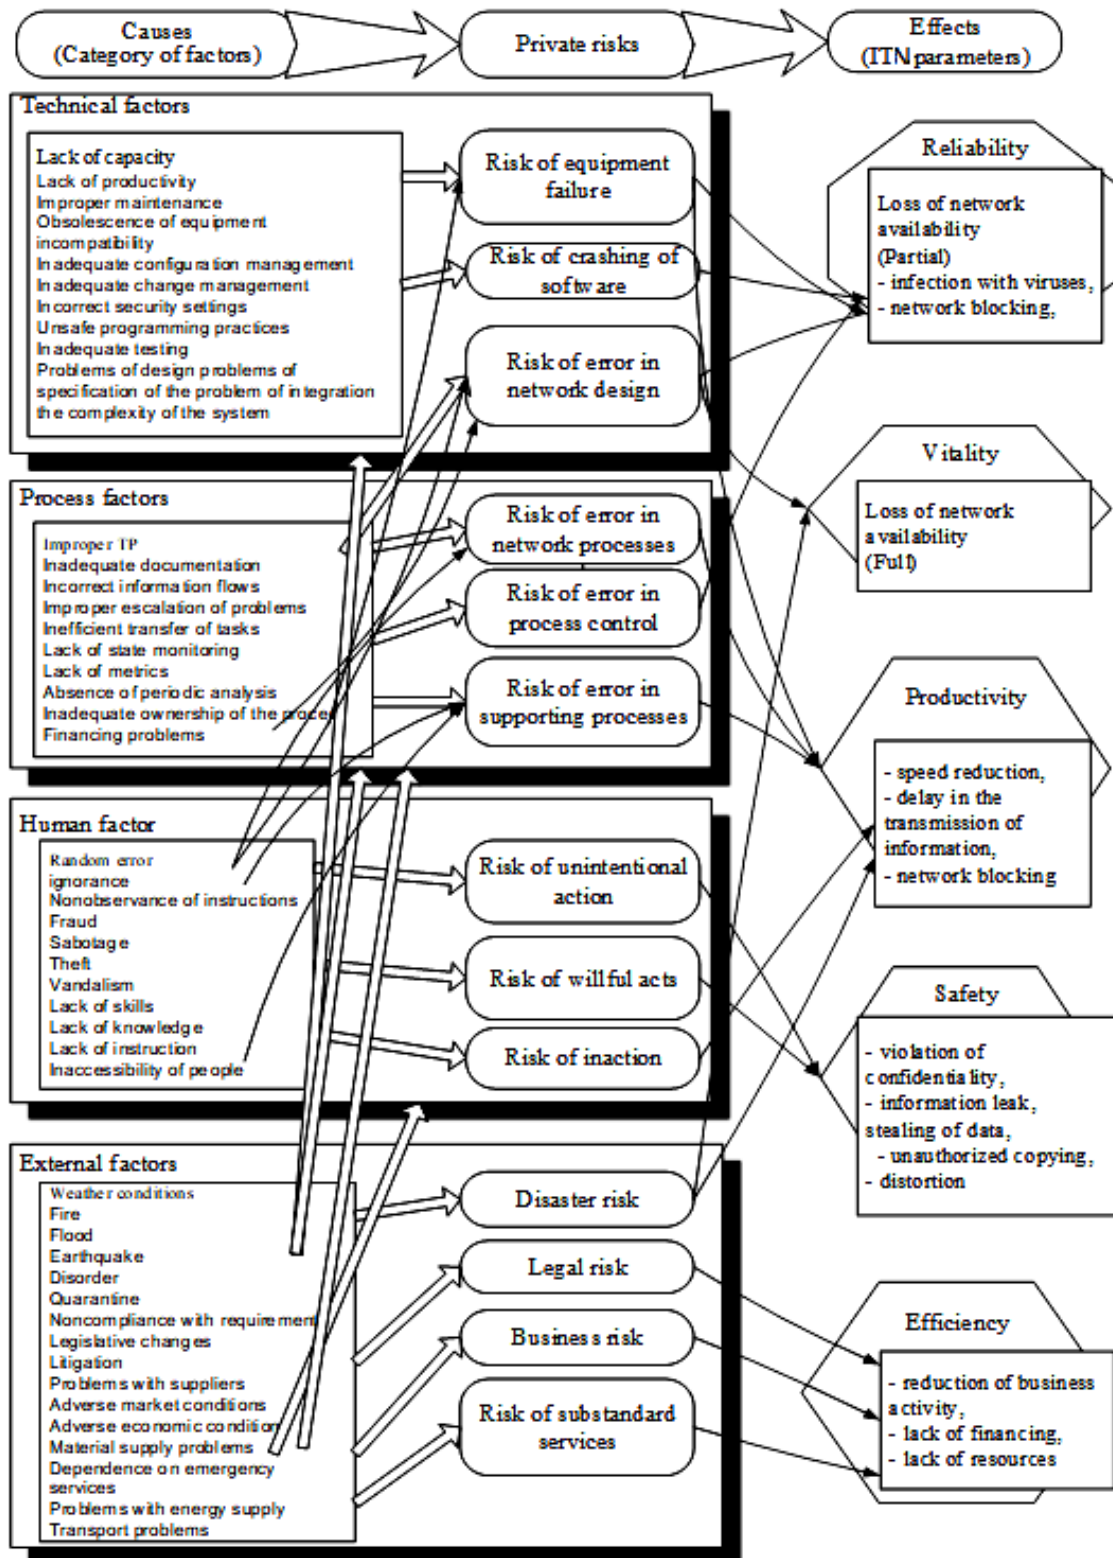 Causes
(Category of factors)
Private risks
Effects
(ITN parameters)
Technical factors
Lack of capacity
Lack of productivity
Improper maintenance
Obsolescence of equipment
incompatibility
Inadequate configuration management
Inadequate change management
Incorrect security settings
Unsafe programming practices
Inadequate testing
Problems of design problems of
specification of the problem of integration
the complexity of the system
Risk of equipment
failure
Risk of crashing of
software
Risk of error in
network design
Process factors
Improper TP
Inadequate documentation
Incorrect information flows
Improper escalation of problems
Inefficient transfer of tasks
Lack of state monitoring
Lack of metrics
Absence of periodic analysis
Inadequate ownership of the proce
Financing problems
Risk of error in
network processes
Risk of error in
process control
Risk of error in
supporting processes
Human factor
Random error
ignorance
Nonobservance of instructions
Fraud
Sabotage
Theft
Vandalism
Lack of skills
Lack of knowledge
Lack of instruction
Inaccessibility of people
Risk of unintentional
action
Risk of willful acts
Risk of inaction
External factors
Weather conditions
Fire
Flood
Earthquake
Disorder
Quarantine
Noncompliance with requirement
Legislative changes
Litigation
Problems with suppliers
Adverse market conditions
Adverse economic condition
Material supply problems
Dependence on emergency
services
Problems with energy supply
Transport problems
Disaster risk
Legal risk
Business risk
Risk of substandard
services
Reliability
Loss of network
availability
(Partial)
- infection with viruses,
- network blocking,
Vitality
Loss of network
availability
(Full)
Productivity
- speed reduction,
- delay in the
transmission of
information,
- network blocking
Safety
- violation of
confidentiality,
- information leak,
stealing of data,
- unauthorized copying,
- distortion
Efficiency
- reduction of business
activity,
- lack of financing,
- lack of resources